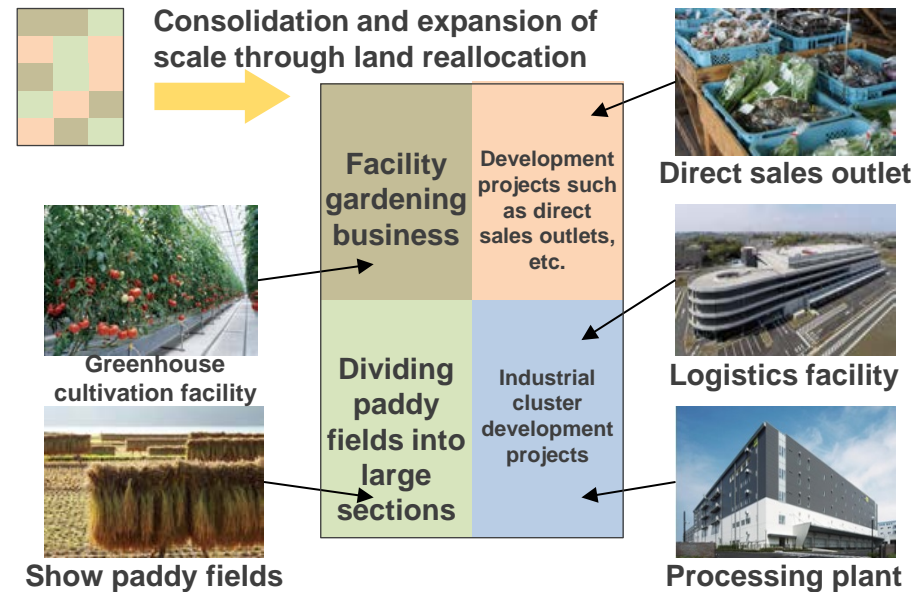 Consolidation and expansion of
scale through land reallocation
Facility
gardening
business
Development
projects such
as direct
sales outlets,
etc.
Direct sales outlet
Greenhouse
cultivation facility
Dividing
paddy
fields into
large
sections
Industrial
cluster
development
projects
Logistics facility
Show paddy fields
Processing plant